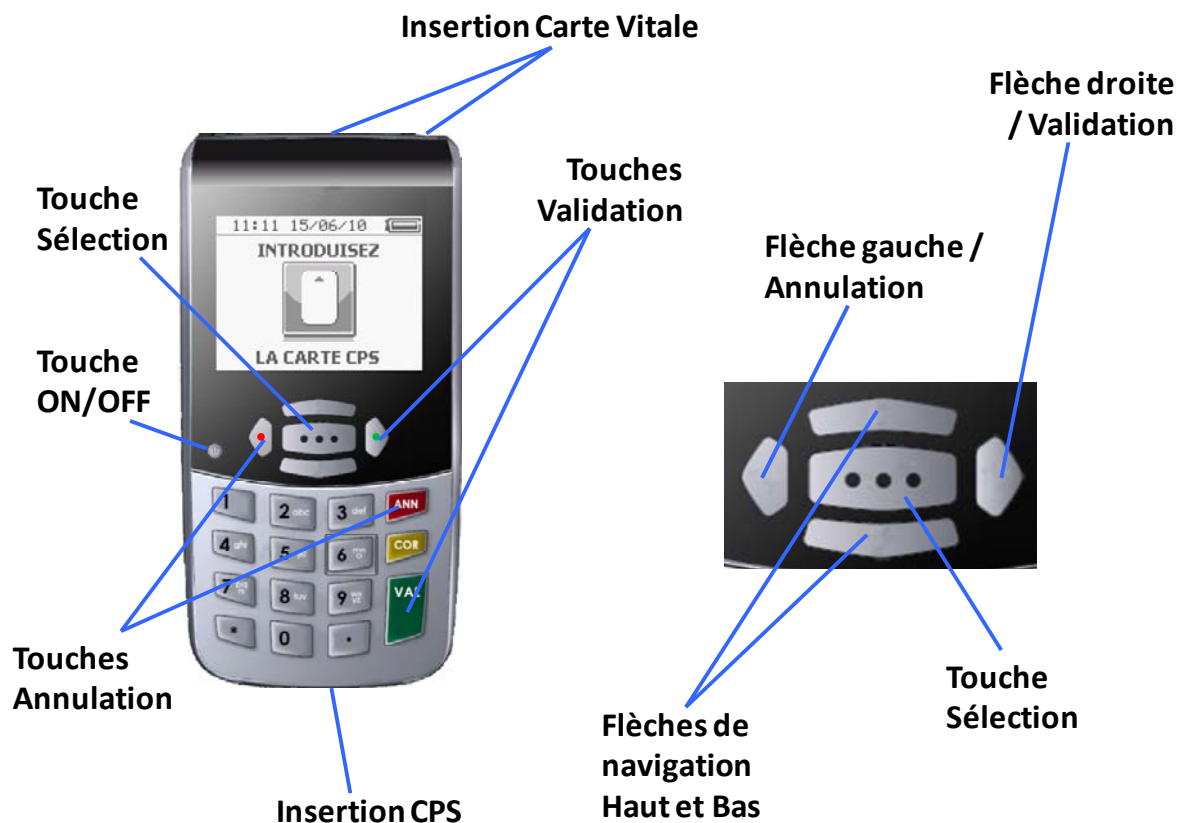 Insertion Carte Vitale
Flèche droite
/ Validation
Touches
Validation
Touche
Sélection
Flèche gauche /
Annulation
11:11 15/06/10
INTRODUISEZ
LA CARTE CPS
Touche
ON/OFF
1
2 abc
3 def
ANN
4 ghi
5
6
COR
7
8 tuv
9
VAL
0
Touches
Annulation
Touche
Sélection
Flèches de
navigation
Haut et Bas
Insertion CPS